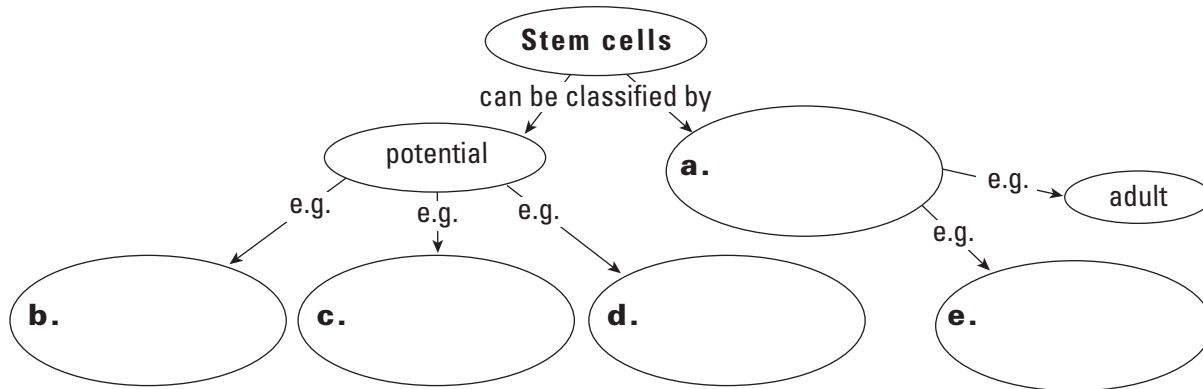 Stem cells
can be classified by
potential
a.
e.g.
adult
e.g.
e.g.
e.g.
e.g.
b.
c.
d.
e.